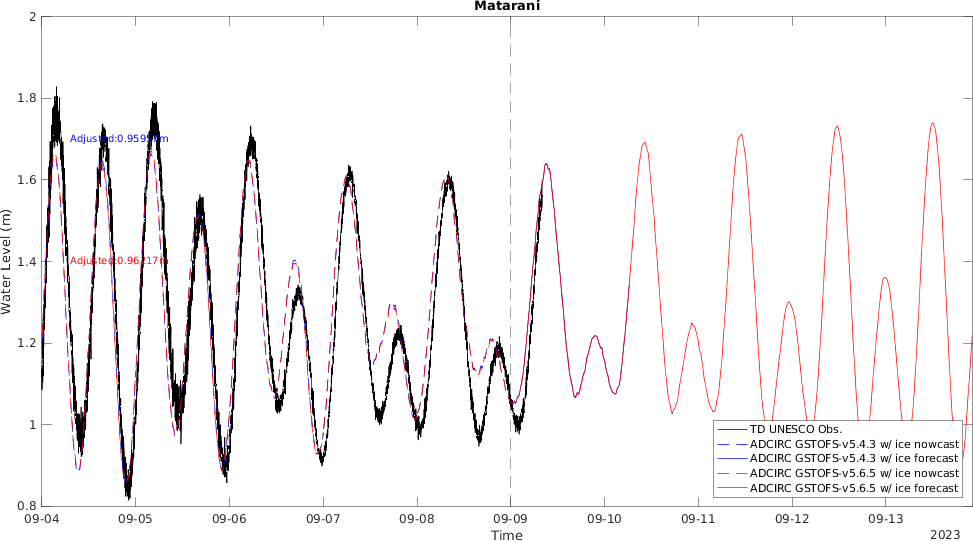 Matarani
2
1.8
1.6
1.4
1.2
1
0.8
Water Level (m)
Adjusted:0.96217m
TD UNESCO Obs.
ADCIRC GSTOFS-v5.4.3 w/ ice nowcast
ADCIRC GSTOFS-v5.4.3 w/ ice forecast
ADCIRC GSTOFS-v5.6.5 w/ ice nowcast
ADCIRC GSTOFS-v5.6.5 w/ ice forecast
09-04 09-05 09-06 09-07 09-08 09-09 09-10 09-11 09-12 09-13
Time
2023